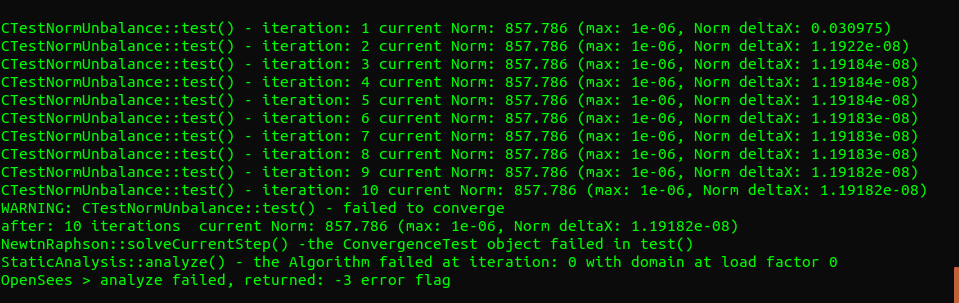 CTestNormUnbalance::test() - iteration: 1 current Norm: 857.786 (max: 1e-06, Norm deltaX: 0.030975)
CTestNormUnbalance::test() - iteration: 2 current Norm: 857.786 (max: 1e-06, Norm deltaX: 1.1922e-08)
CTestNormUnbalance::test() - iteration: 3 current Norm: 857.786 (max: 1e-06, Norm deltaX: 1.19184e-08)
CTestNormUnbalance::test() - iteration: 4 current Norm: 857.786 (max: 1e-06, Norm deltaX: 1.19184e-08)
CTestNormUnbalance::test() - iteration: 5 current Norm: 857.786 (max: 1e-06, Norm deltaX: 1.19184e-08)
CTestNormUnbalance::test() - iteration: 6 current Norm: 857.786 (max: 1e-06, Norm deltaX: 1.19183e-08)
CTestNormUnbalance::test() - iteration: 7 current Norm: 857.786 (max: 1e-06, Norm deltaX: 1.19183e-08)
CTestNormUnbalance::test() - iteration: 8 current Norm: 857.786 (max: 1e-06, Norm deltaX: 1.19183e-08)
CTestNormUnbalance::test() - iteration: 9 current Norm: 857.786 (max: 1e-06, Norm deltaX: 1.19182e-08)
CTestNormUnbalance::test() - iteration: 10 current Norm: 857.786 (max: 1e-06, Norm deltaX: 1.19182e-08)
WARNING: CTestNormUnbalance::test() - failed to converge
after: 10 iterations  current Norm: 857.786 (max: 1e-06, Norm deltaX: 1.19182e-08)
NewtnRaphson::solveCurrentStep() -the ConvergenceTest object failed in test()
StaticAnalysis::analyze() - the Algorithm failed at iteration: 0 with domain at load factor 0
OpenSees > analyze failed, returned: -3 error flag